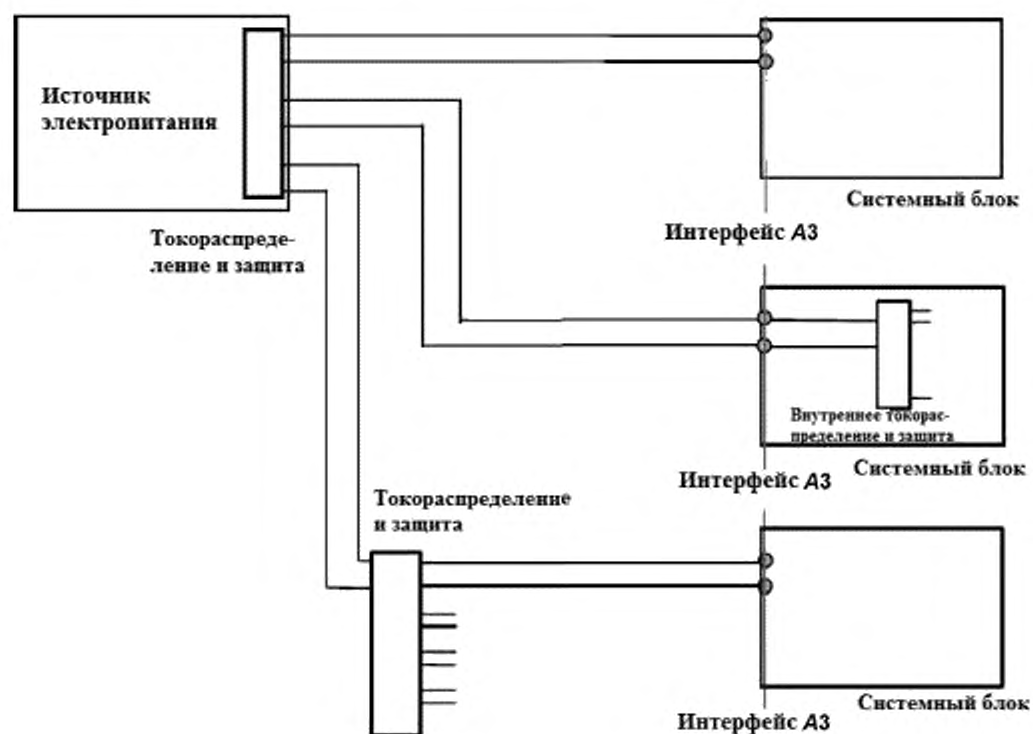 Источник
электропитания
Токораспреде-
ление и защита
Системный блок
Интерфейс А3
Внутреннее токорас-
пределение и защита
Системный блок
Интерфейс А3
Токораспределение
и защита
Системный блок
Интерфейс А3